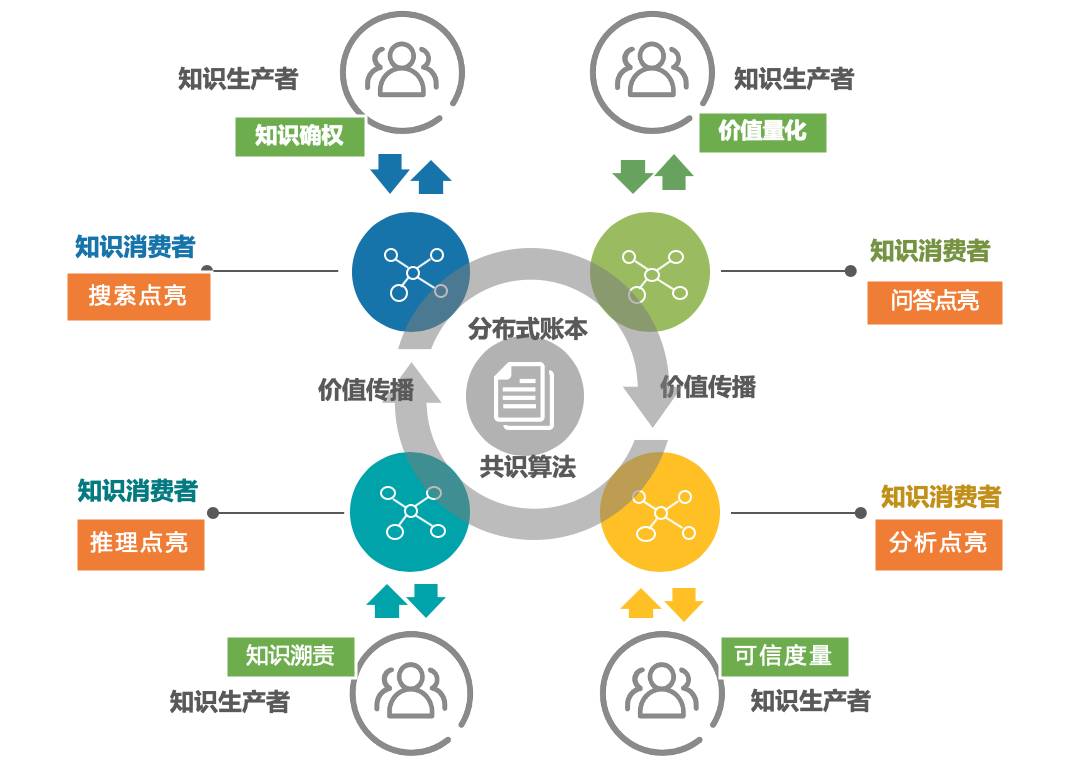 知识生产者
知识生产者
知识确权
价值量化
知识消费者
知识消费者
搜索点亮
问答点亮
分布式账本
价值传播
价值传播
共识算法
知识消费者
知识消费者
推理点亮
分析点亮
知识溯责
可信度量
知识生产者
知识生产者